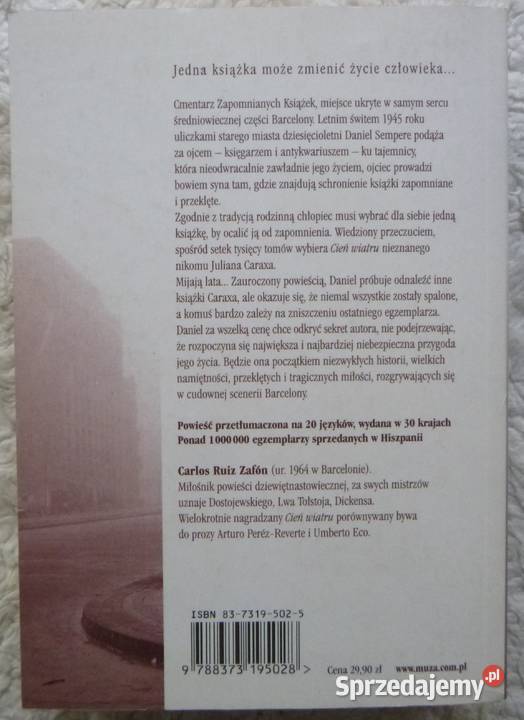 Jedna książka może zmienić życie człowieka...
Cmentarz Zapomnianych Książek, miejsce ukryte w samym sercu
średniowiecznej części Barcelony. Letnim świtem 1945 roku
uliczkami starego miasta dziesięcioletni Daniel Sempere podąża
za ojcem – księgarzem i antykwariuszem – ku tajemnicy,
która nieodwracalnie zawładnie jego życiem, ojciec prowadzi
bowiem syna tam, gdzie znajdują schronienie książki zapomniane
i przeklęte.
Zgodnie z tradycją rodzinną chłopiec musi wybrać dla siebie jedną
książkę, by ocalić ją od zapomnienia. Wiedziony przeczuciem,
spośród setek tysięcy tomów wybiera Cień wiatru nieznanego
nikomu Juliana Caraxa.
Mijają lata... Zauroczony powieścią, Daniel próbuje odnaleźć inne
książki Caraxa, ale okazuje się, że niemal wszystkie zostały spalone,
a komuś bardzo zależy na zniszczeniu ostatniego egzemplarza.
Daniel za wszelką cenę chce odkryć sekret autora, nie podejrzewając,
że rozpoczyna się największa i najbardziej niebezpieczna przygoda
jego życia. Będzie ona początkiem niezwykłych historii, wielkich
namiętności, przeklętych i tragicznych miłości, rozgrywających się
w cudownej scenerii Barcelony.
Powieść przetłumaczona na 20 języków, wydana w 30 krajach
Ponad 1 000 000 egzemplarzy sprzedanych w Hiszpanii
Carlos Ruiz Zafón (ur. 1964 w Barcelonie).
Miłośnik powieści dziewiętnastowiecznej, za swych mistrzów
uznaje Dostojewskiego, Lwa Tołstoja, Dickensa.
Wielokrotnie nagradzany Cień wiatru porównywany bywa
do prozy Arturo Peréz-Reverte i Umberto Eco.
ISBN 83-7319-502-5
9 788373 195028 >
Cena 29,90 zł www.muza.com.pl
Sprzedajemy.pl